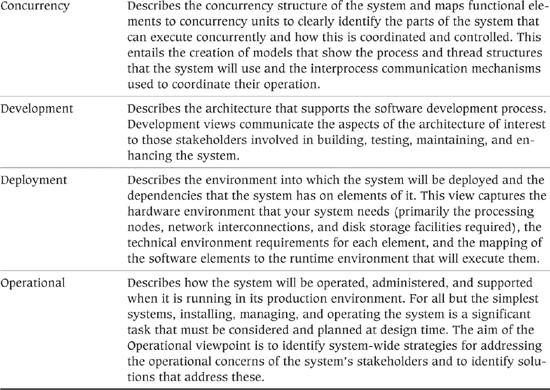 Concurrency
Describes the concurrency structure of the system and maps functional ele-
ments to concurrency units to clearly identify the parts of the system that
can execute concurrently and how this is coordinated and controlled. This
entails the creation of models that show the process and thread structures
that the system will use and the interprocess communication mechanisms
used to coordinate their operation.
Development
Describes the architecture that supports the software development process.
Development views communicate the aspects of the architecture of interest
to those stakeholders involved in building, testing, maintaining, and en-
hancing the system.
Deployment
Describes the environment into which the system will be deployed and the
dependencies that the system has on elements of it. This view captures the
hardware environment that your system needs (primarily the processing
nodes, network interconnections, and disk storage facilities required), the
technical environment requirements for each element, and the mapping of
the software elements to the runtime environment that will execute them.
Operational
Describes how the system will be operated, administered, and supported
when it is running in its production environment. For all but the simplest
systems, installing, managing, and operating the system is a significant
task that must be considered and planned at design time. The aim of the
Operational viewpoint is to identify system-wide strategies for addressing
the operational concerns of the system's stakeholders and to identify solu-
tions that address these.